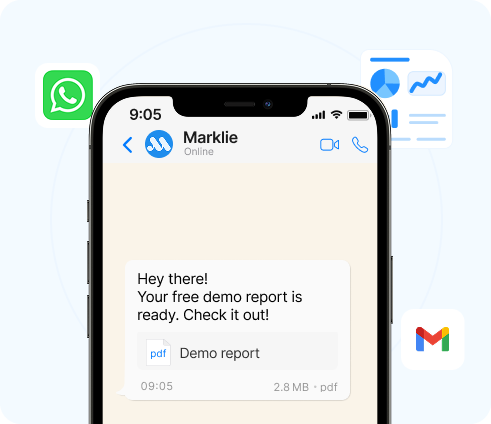 9:05
Marklie
Online
Hey there!
Your free demo report is
ready. Check it out!
pdf
Demo report
09:05
2.8 MB • pdf